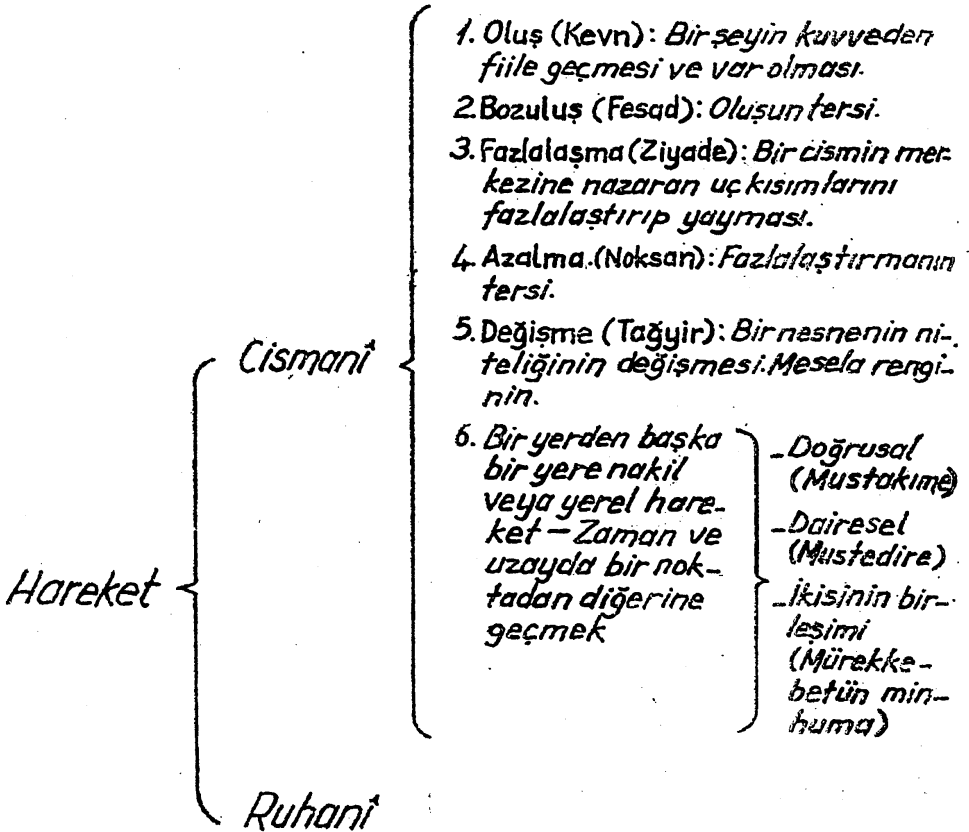 1. Oluş (Kevn): Bir şeyin kuvveden
fiile geçmesi ve var olması.
2. Bozuluş (Fesad): Oluşun tersi.
3. Fazlalaşma (Ziyade): Bir cismin mer-
kezine nazaran uç kısımlarını
fazlalaştırıp yayması.
4. Azalma. (Noksan): Fazlalaştırmanın
tersi.
5. Değişme (Tağyir): Bir nesnenin ni-
teliğinin değişmesi. Mesela rengi-
nin.
6. Bir yerden başka
bir yere nakil
veya yerel hare-
ket – Zaman ve
uzayda bir nok-
tadan diğerine
geçmek
- Doğrusal
(Mustakıme)
- Dairesel
(Mustedire)
- İkisinin bir-
leşimi
(Mürekke-
betün min-
huma)
Cismanî
Hareket
Ruhanî